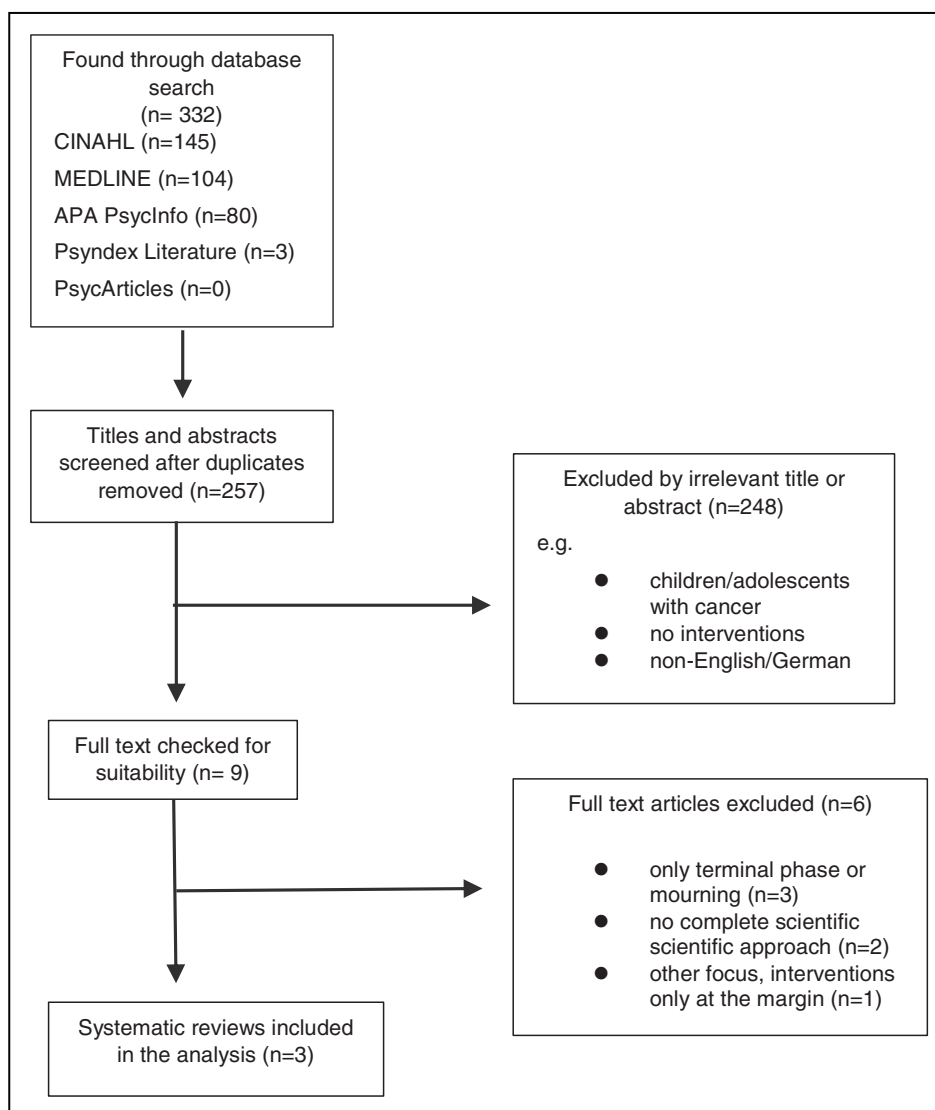 Found through database
search
(n= 332)
CINAHL (n=145)
MEDLINE (n=104)
APA PsycInfo (n=80)
Psyndex Literature (n=3)
PsycArticles (n=0)
Titles and abstracts
screened after duplicates
removed (n=257)
Excluded by irrelevant title or
abstract (n=248)
e.g.
● children/adolescents
with cancer
● no interventions
● non-English/German
Full text checked for
suitability (n= 9)
Full text articles excluded (n=6)
● only terminal phase or
mourning (n=3)
● no complete scientific
scientific approach (n=2)
● other focus, interventions
only at the margin (n=1)
Systematic reviews included
in the analysis (n=3)